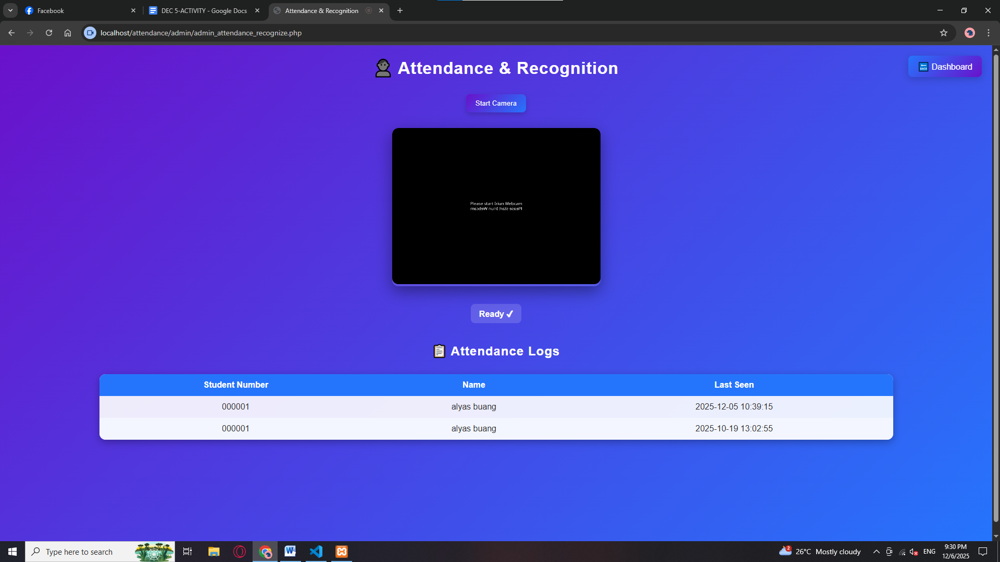 Facebook
DEC 5-ACTIVITY - Google Docs
Attendance & Recognition
localhost/attendance/admin/admin_attendance_recognize.php
Attendance & Recognition
BACK Dashboard
Start Camera
Please start Iriun Webcam
Please start Iriun Webcam
Ready ✓
Attendance Logs
Student Number Name Last Seen
000001 alyas buang 2025-12-05 10:39:15
000001 alyas buang 2025-10-19 13:02:55
Type here to search
2 26°C Mostly cloudy
ENG
9:30 PM
12/6/2025